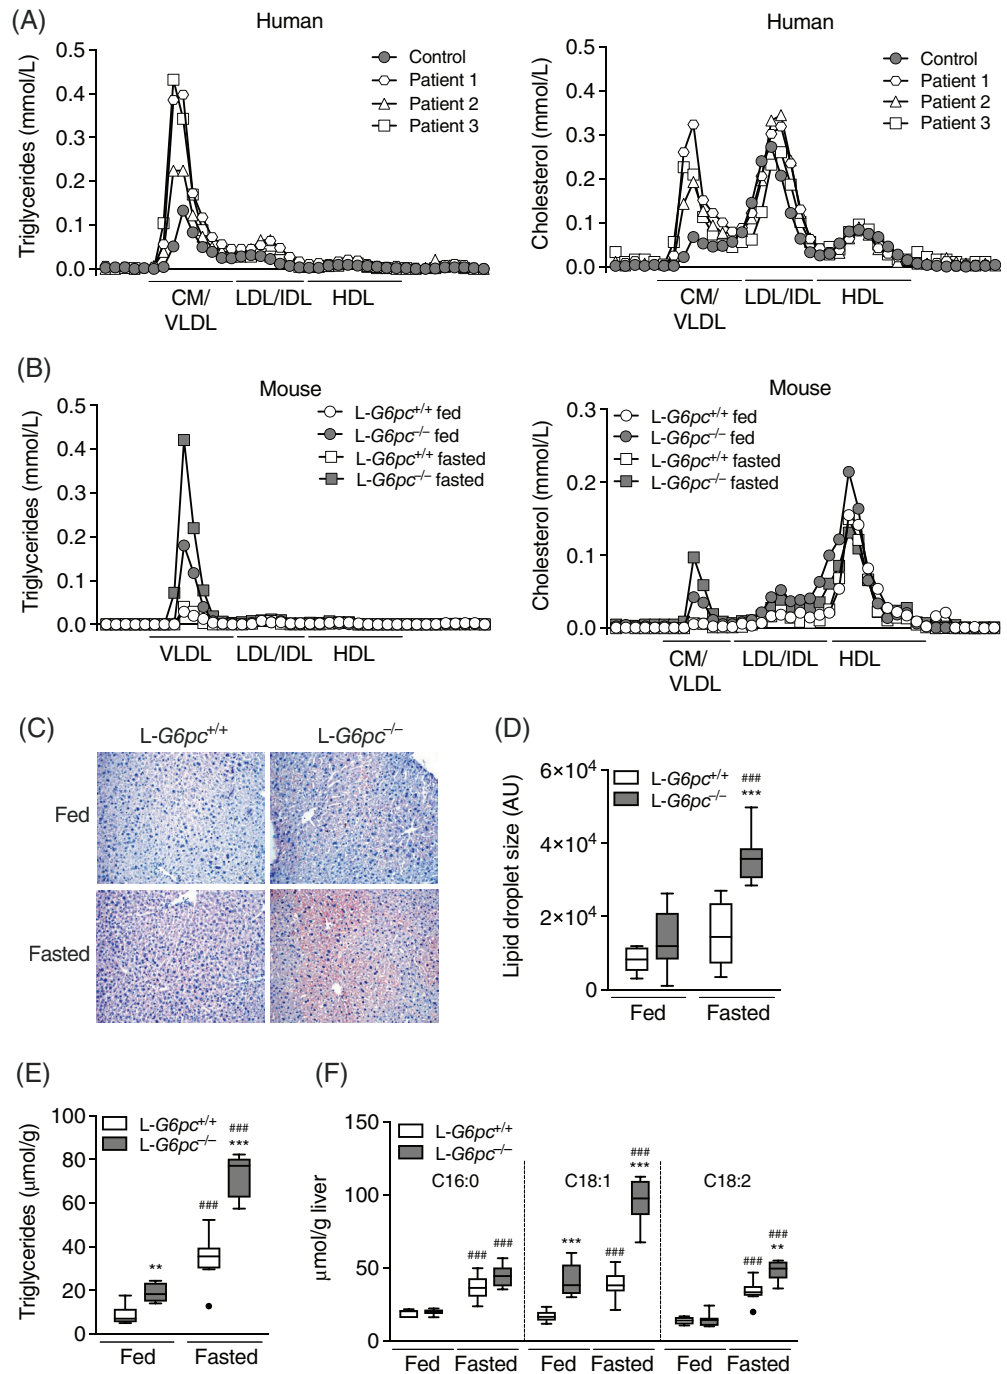 (A)
Human
Triglycerides (mmol/L)
0.5
0.4
0.3
0.2
0.1
0.0
Control
Patient 1
Patient 2
Patient 3
CM/
VLDL
LDL/IDL
HDL
Human
Cholesterol (mmol/L)
0.5
0.4
0.3
0.2
0.1
0.0
Control
Patient 1
Patient 2
Patient 3
CM/
VLDL
LDL/IDL
HDL
(B)
Mouse
Triglycerides (mmol/L)
0.5
0.4
0.3
0.2
0.1
0.0
L-G6pc+/+ fed
L-G6pc−/− fed
L-G6pc+/+ fasted
L-G6pc−/− fasted
VLDL
LDL/IDL
HDL
Mouse
Cholesterol (mmol/L)
0.3
0.2
0.1
0.0
L-G6pc+/+ fed
L-G6pc−/− fed
L-G6pc+/+ fasted
L-G6pc−/− fasted
CM/
VLDL
LDL/IDL
HDL
(C)
L-G6pc+/+
L-G6pc−/−
Fed
Fasted
(D)
Lipid droplet size (AU)
6×10⁴
4×10⁴
2×10⁴
0
L-G6pc+/+
L-G6pc−/−
###
***
Fed
Fasted
(E)
Triglycerides (μmol/g)
100
80
60
40
20
0
L-G6pc+/+
L-G6pc−/−
**
###
###
***
Fed
Fasted
(F)
μmol/g liver
150
100
50
0
L-G6pc+/+
L-G6pc−/−
C16:0
C18:1
C18:2
###
###
***
###
###
***
###
###
**
Fed
Fasted
Fed
Fasted
Fed
Fasted